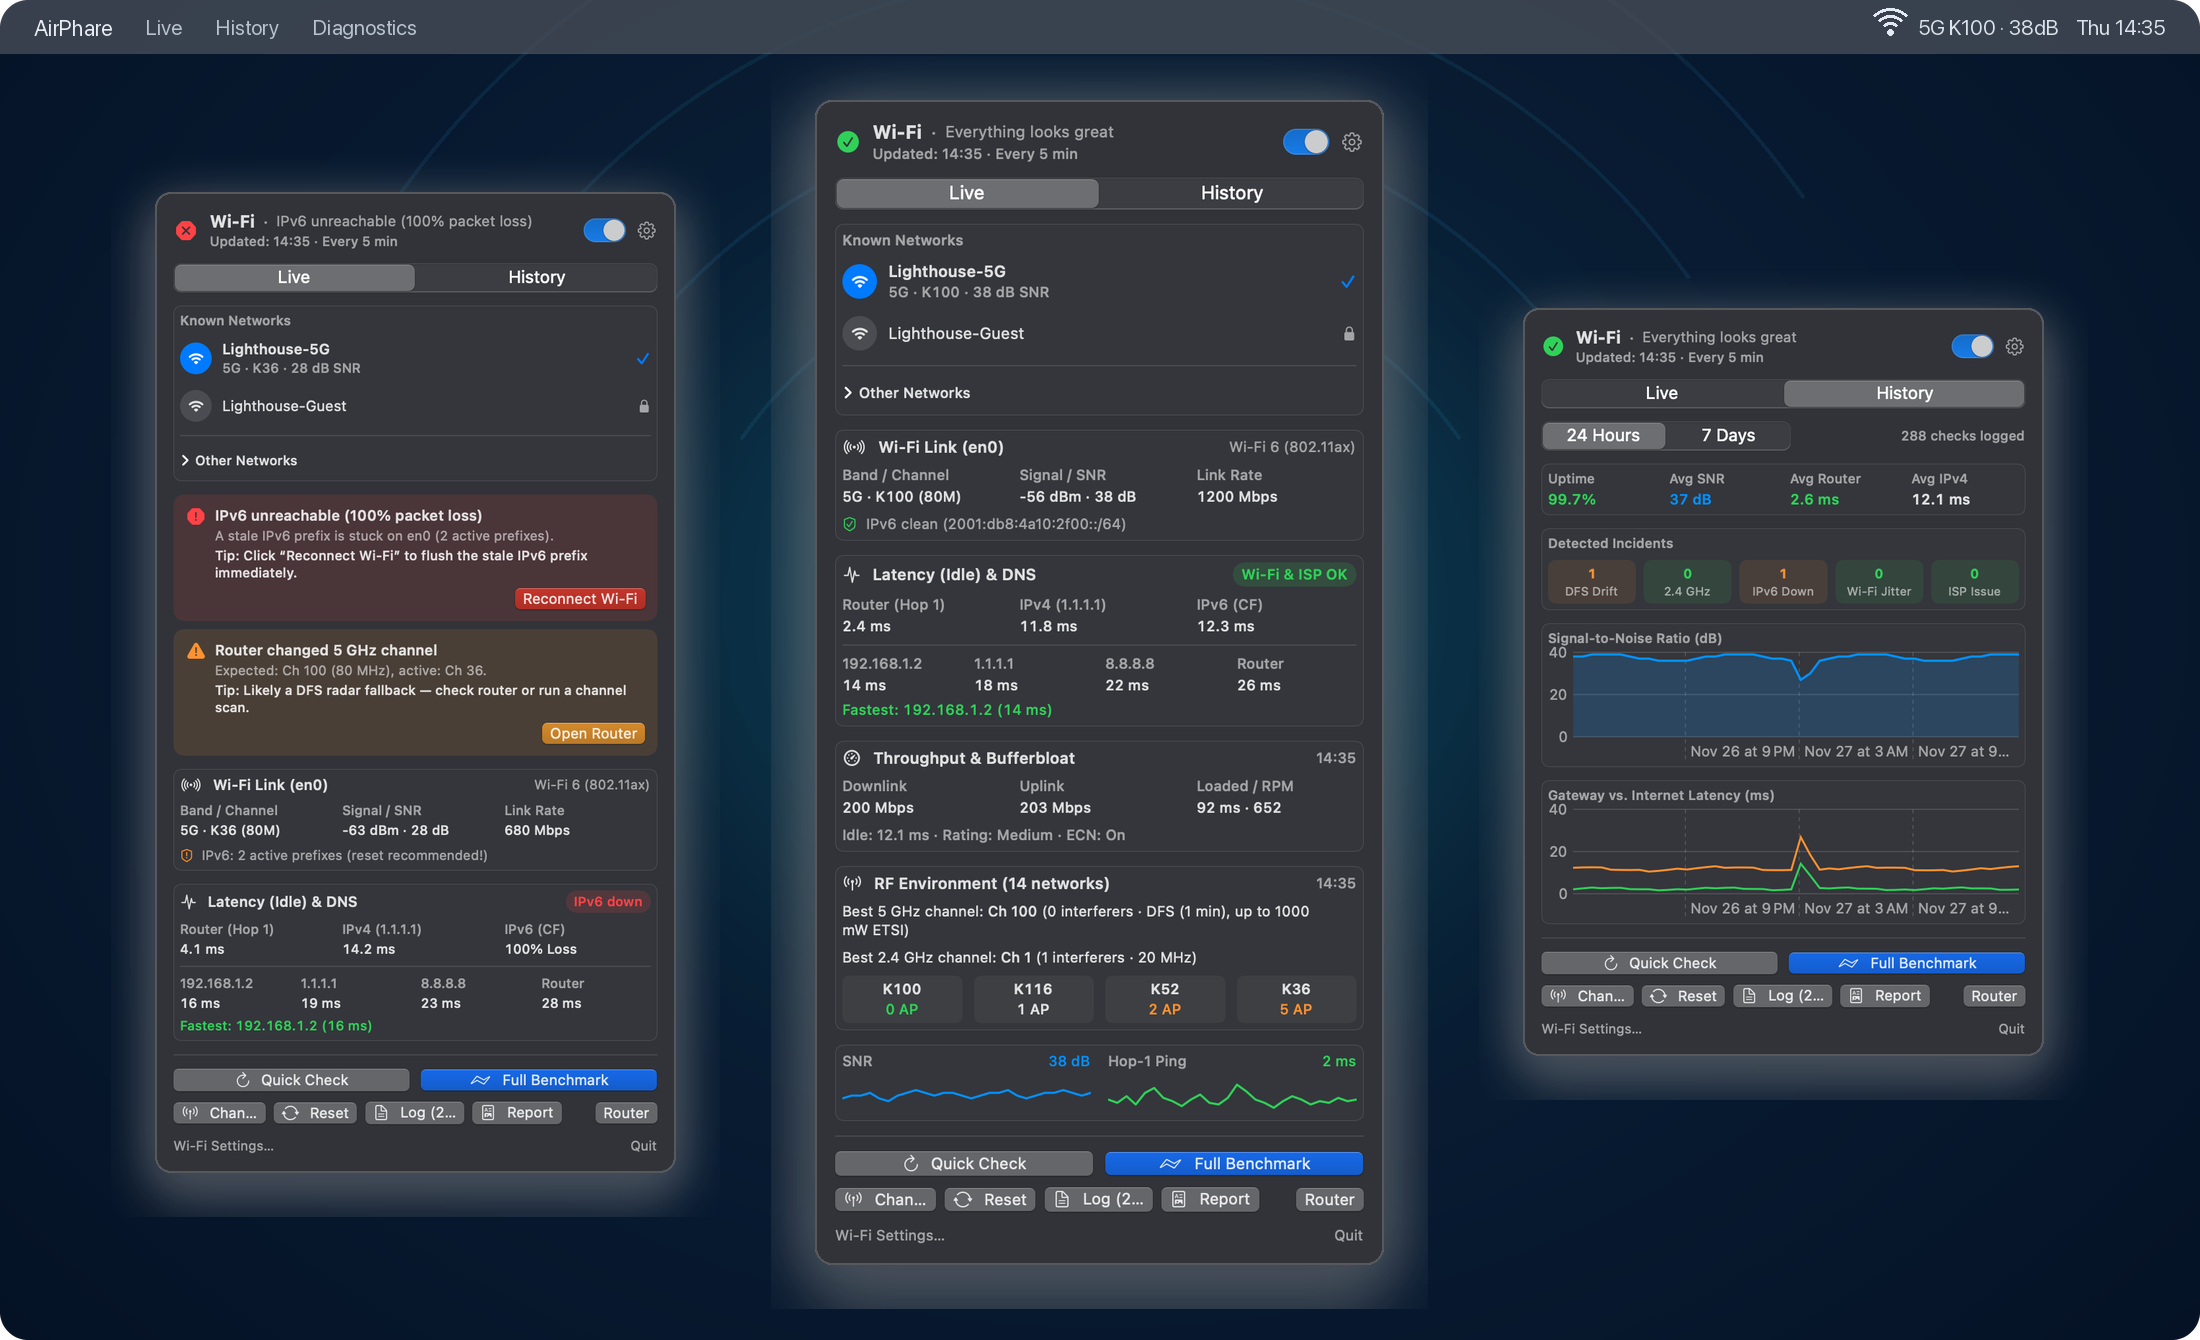 AirPhare Live History Diagnostics
5G K100 · 38dB Thu 14:35
Wi-Fi · IPv6 unreachable (100% packet loss)
Updated: 14:35 · Every 5 min
Live History
Known Networks
Lighthouse-5G
5G · K36 · 28 dB SNR
Lighthouse-Guest
Other Networks
IPv6 unreachable (100% packet loss)
A stale IPv6 prefix is stuck on en0 (2 active prefixes).
Tip: Click “Reconnect Wi-Fi” to flush the stale IPv6 prefix
immediately.
Reconnect Wi-Fi
Router changed 5 GHz channel
Expected: Ch 100 (80 MHz), active: Ch 36.
Tip: Likely a DFS radar fallback — check router or run a channel
scan.
Open Router
Wi-Fi Link (en0) Wi-Fi 6 (802.11ax)
Band / Channel Signal / SNR Link Rate
5G · K36 (80M) -63 dBm · 28 dB 680 Mbps
IPv6: 2 active prefixes (reset recommended!)
Latency (Idle) & DNS IPv6 down
Router (Hop 1) IPv4 (1.1.1.1) IPv6 (CF)
4.1 ms 14.2 ms 100% Loss
192.168.1.2 1.1.1.1 8.8.8.8 Router
16 ms 19 ms 23 ms 28 ms
Fastest: 192.168.1.2 (16 ms)
Quick Check Full Benchmark
Chan... Reset Log (2... Report Router
Wi-Fi Settings... Quit
Wi-Fi · Everything looks great
Updated: 14:35 · Every 5 min
Live History
Known Networks
Lighthouse-5G
5G · K100 · 38 dB SNR
Lighthouse-Guest
Other Networks
Wi-Fi Link (en0) Wi-Fi 6 (802.11ax)
Band / Channel Signal / SNR Link Rate
5G · K100 (80M) -56 dBm · 38 dB 1200 Mbps
IPv6 clean (2001:db8:4a10:2f00::/64)
Latency (Idle) & DNS Wi-Fi & ISP OK
Router (Hop 1) IPv4 (1.1.1.1) IPv6 (CF)
2.4 ms 11.8 ms 12.3 ms
192.168.1.2 1.1.1.1 8.8.8.8 Router
14 ms 18 ms 22 ms 26 ms
Fastest: 192.168.1.2 (14 ms)
Throughput & Bufferbloat 14:35
Downlink Uplink Loaded / RPM
200 Mbps 203 Mbps 92 ms · 652
Idle: 12.1 ms · Rating: Medium · ECN: On
RF Environment (14 networks) 14:35
Best 5 GHz channel: Ch 100 (0 interferers · DFS (1 min), up to 1000
mW ETSI)
Best 2.4 GHz channel: Ch 1 (1 interferers · 20 MHz)
K100 K116 K52 K36
0 AP 1 AP 2 AP 5 AP
SNR 38 dB Hop-1 Ping 2 ms
Quick Check Full Benchmark
Chan... Reset Log (2... Report Router
Wi-Fi Settings... Quit
Wi-Fi · Everything looks great
Updated: 14:35 · Every 5 min
Live History
24 Hours 7 Days 288 checks logged
Uptime Avg SNR Avg Router Avg IPv4
99.7% 37 dB 2.6 ms 12.1 ms
Detected Incidents
1 0 1 0 0
DFS Drift 2.4 GHz IPv6 Down Wi-Fi Jitter ISP Issue
Signal-to-Noise Ratio (dB)
40
20
0
Nov 26 at 9 PM Nov 27 at 3 AM Nov 27 at 9...
Gateway vs. Internet Latency (ms)
40
20
0
Nov 26 at 9 PM Nov 27 at 3 AM Nov 27 at 9...
Quick Check Full Benchmark
Chan... Reset Log (2... Report Router
Wi-Fi Settings... Quit